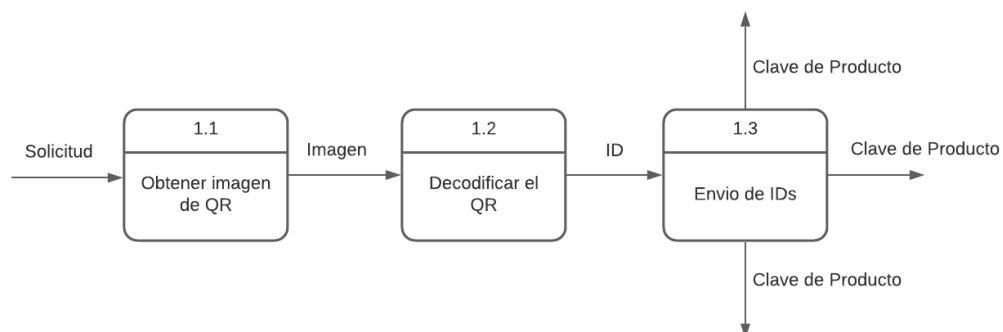 Clave de Producto
1.1
1.2
1.3
Solicitud
Imagen
ID
Clave de Producto
Obtener imagen
de QR
Decodificar el
QR
Envio de IDs
Clave de Producto